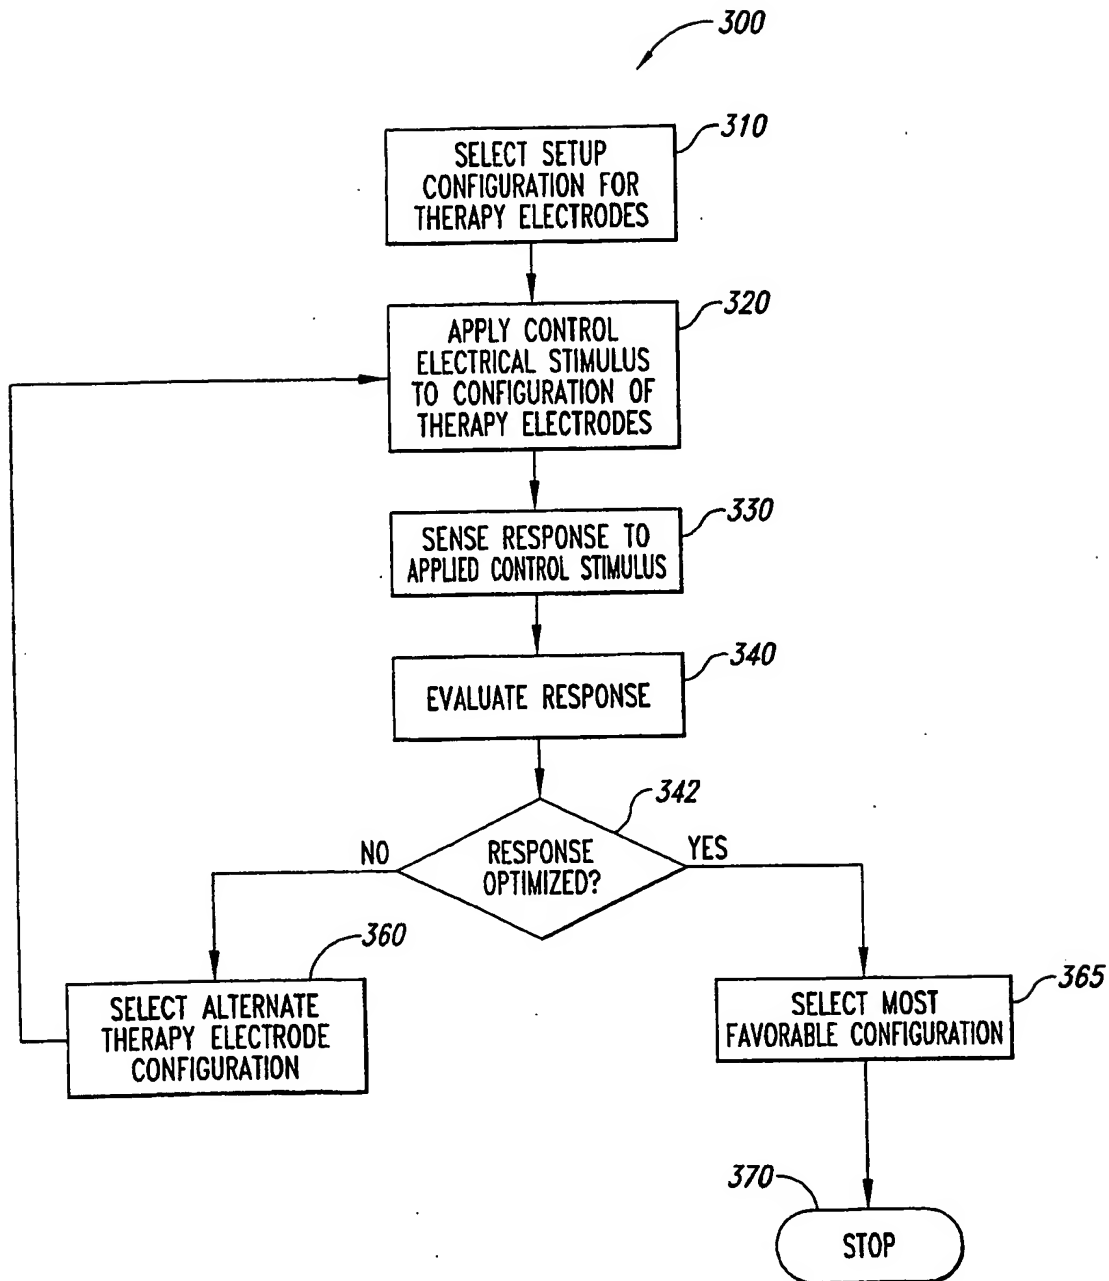 300
310
SELECT SETUP
CONFIGURATION FOR
THERAPY ELECTRODES
320
APPLY CONTROL
ELECTRICAL STIMULUS
TO CONFIGURATION OF
THERAPY ELECTRODES
330
SENSE RESPONSE TO
APPLIED CONTROL STIMULUS
340
EVALUATE RESPONSE
342
NO
RESPONSE
OPTIMIZED?
YES
360
SELECT ALTERNATE
THERAPY ELECTRODE
CONFIGURATION
365
SELECT MOST
FAVORABLE CONFIGURATION
370
STOP